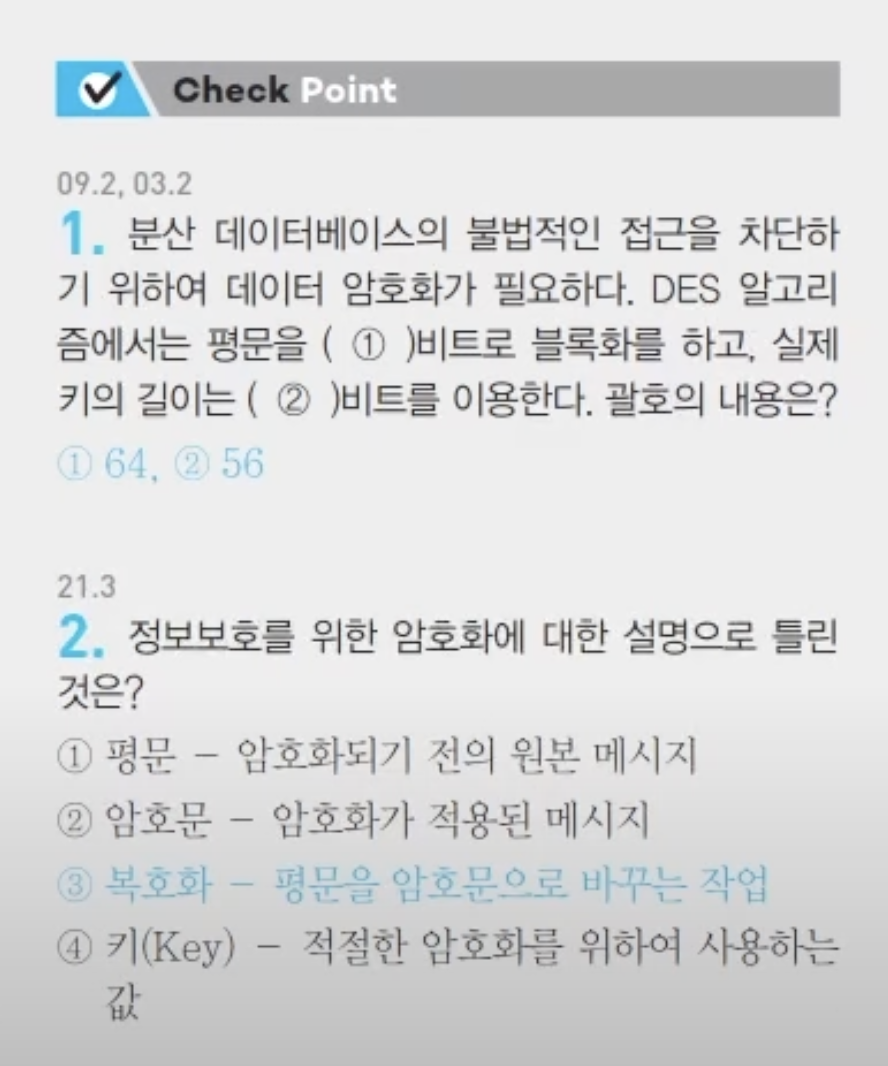 Check Point
09.2, 03.2
1. 분산 데이터베이스의 불법적인 접근을 차단하
기 위하여 데이터 암호화가 필요하다. DES 알고리
즘에서는 평문을 ( ① )비트로 블록화를 하고, 실제
키의 길이는 ( ② )비트를 이용한다. 괄호의 내용은?
① 64, ② 56
21.3
2. 정보보호를 위한 암호화에 대한 설명으로 틀린
것은?
① 평문 – 암호화되기 전의 원본 메시지
② 암호문 – 암호화가 적용된 메시지
③ 복호화 – 평문을 암호문으로 바꾸는 작업
④ 키(Key) – 적절한 암호화를 위하여 사용하는
값